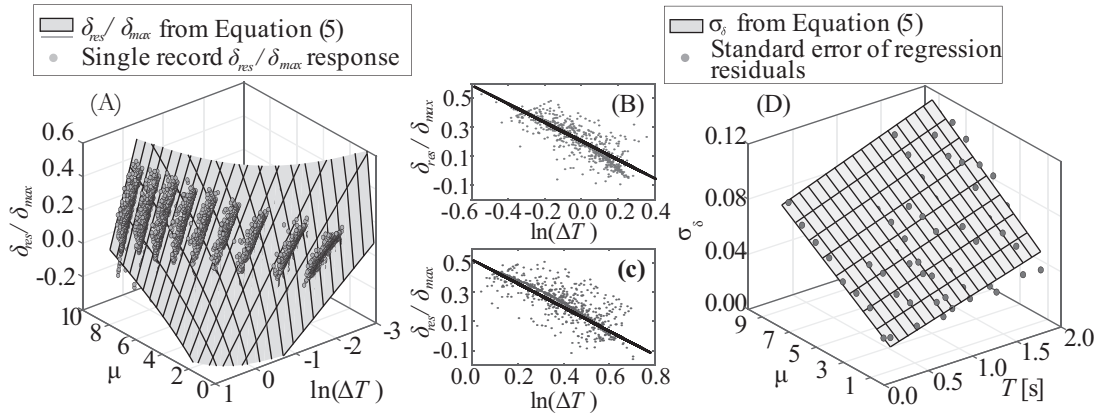 δres/ δmax from Equation (5)
Single record δres/δmax response
(A)
δres/ δmax
0.6
0.4
0.2
0.0
-0.2
10
8
6
4
2
0
μ
1
0
-1
-2
-3
ln(ΔT )
(B)
δres/ δmax
0.5
0.3
0.1
-0.1
-0.6 -0.4 -0.2 0.0 0.2 0.4
ln(ΔT )
(c)
δres/ δmax
0.5
0.3
0.1
-0.1
0.0 0.2 0.4 0.6 0.8
ln(ΔT )
σδ from Equation (5)
Standard error of regression
residuals
(D)
σδ
0.12
0.08
0.04
0.00
9
7
5
3
1
μ
0.0
0.5
1.0
1.5
2.0
T [s]